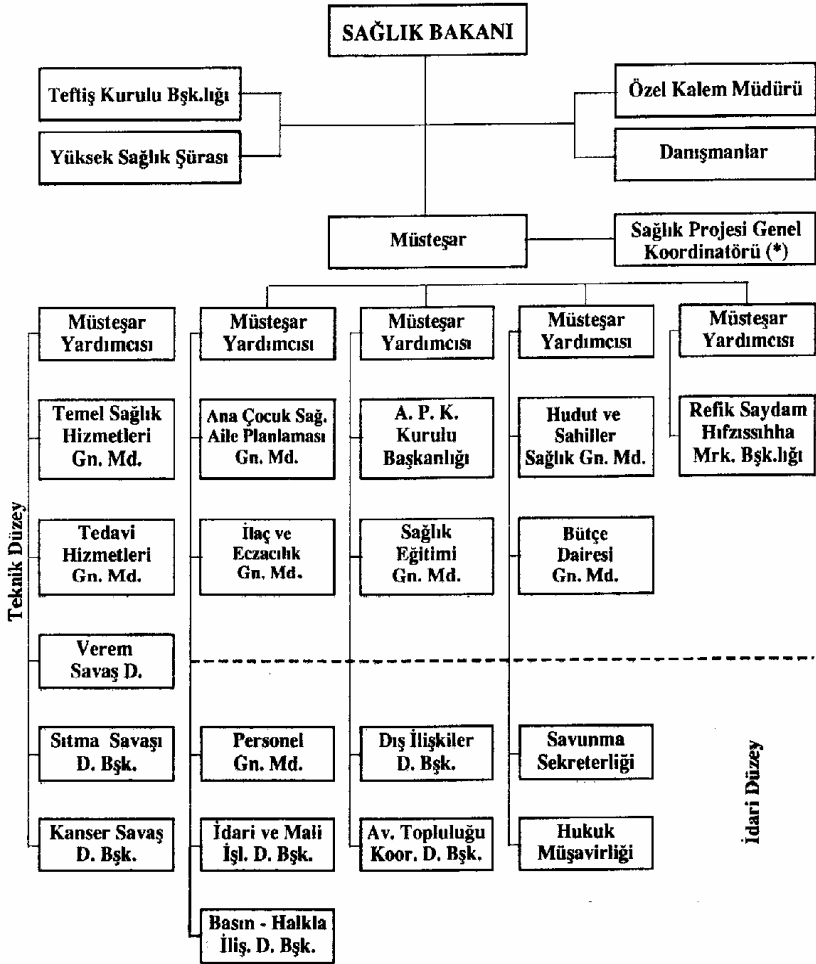 SAĞLIK BAKANI
Teftiş Kurulu Bşk.lığı
Özel Kalem Müdürü
Yüksek Sağlık Şûrası
Danışmanlar
Müsteşar
Sağlık Projesi Genel
Koordinatörü (*)
Müsteşar
Yardımcısı
Müsteşar
Yardımcısı
Müsteşar
Yardımcısı
Müsteşar
Yardımcısı
Müsteşar
Yardımcısı
Temel Sağlık
Hizmetleri
Gn. Md.
Ana Çocuk Sağ.
Aile Planlaması
Gn. Md.
A. P. K.
Kurulu
Başkanlığı
Hudut ve
Sahiller
Sağlık Gn. Md.
Refik Saydam
Hıfzıssıhha
Mrk. Bşk.lığı
Teknik Düzey
Tedavi
Hizmetleri
Gn. Md.
İlaç ve
Eczacılık
Gn. Md.
Sağlık
Eğitimi
Gn. Md.
Bütçe
Dairesi
Gn. Md.
Verem
Savaş D.
Sıtma Savaşı
D. Bşk.
Personel
Gn. Md.
Dış İlişkiler
D. Bşk.
Savunma
Sekreterliği
İdari Düzey
Kanser Savaş
D. Bşk.
İdari ve Mali
İşl. D. Bşk.
Av. Topluluğu
Koor. D. Bşk.
Hukuk
Müşavirliği
Basın - Halkla
İliş. D. Bşk.